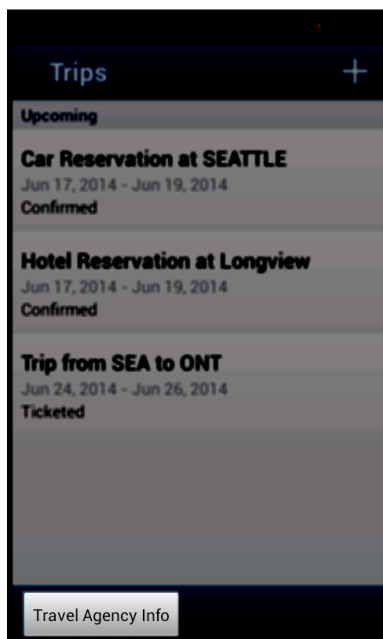 Trips
Upcoming
Car Reservation at SEATTLE
Jun 17, 2014 - Jun 19, 2014
Confirmed
Hotel Reservation at Longview
Jun 17, 2014 - Jun 19, 2014
Confirmed
Trip from SEA to ONT
Jun 24, 2014 - Jun 26, 2014
Ticketed
Travel Agency Info